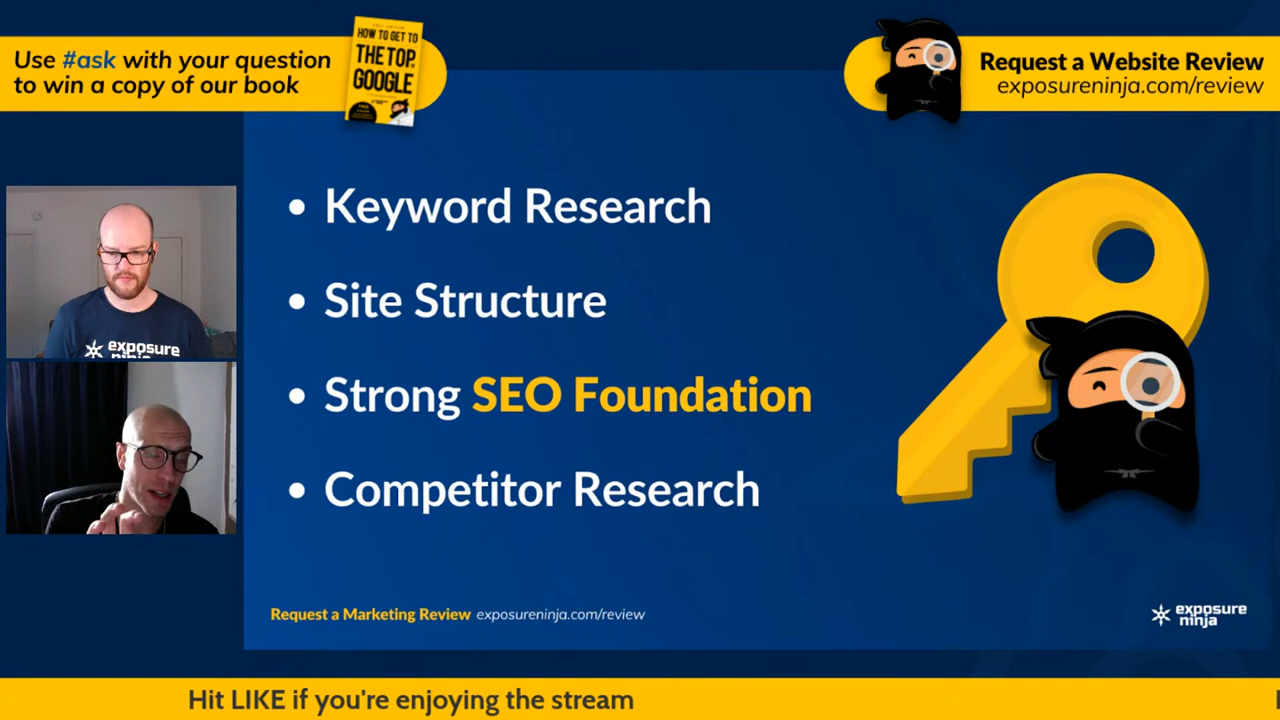 Use #ask with your question
to win a copy of our book
HOW TO GET TO
THE TOP
GOOGLE
Request a Website Review
exposureninja.com/review
• Keyword Research
• Site Structure
• Strong SEO Foundation
• Competitor Research
exposure
ninja
Request a Marketing Review exposureninja.com/review
exposure
ninja
Hit LIKE if you're enjoying the stream